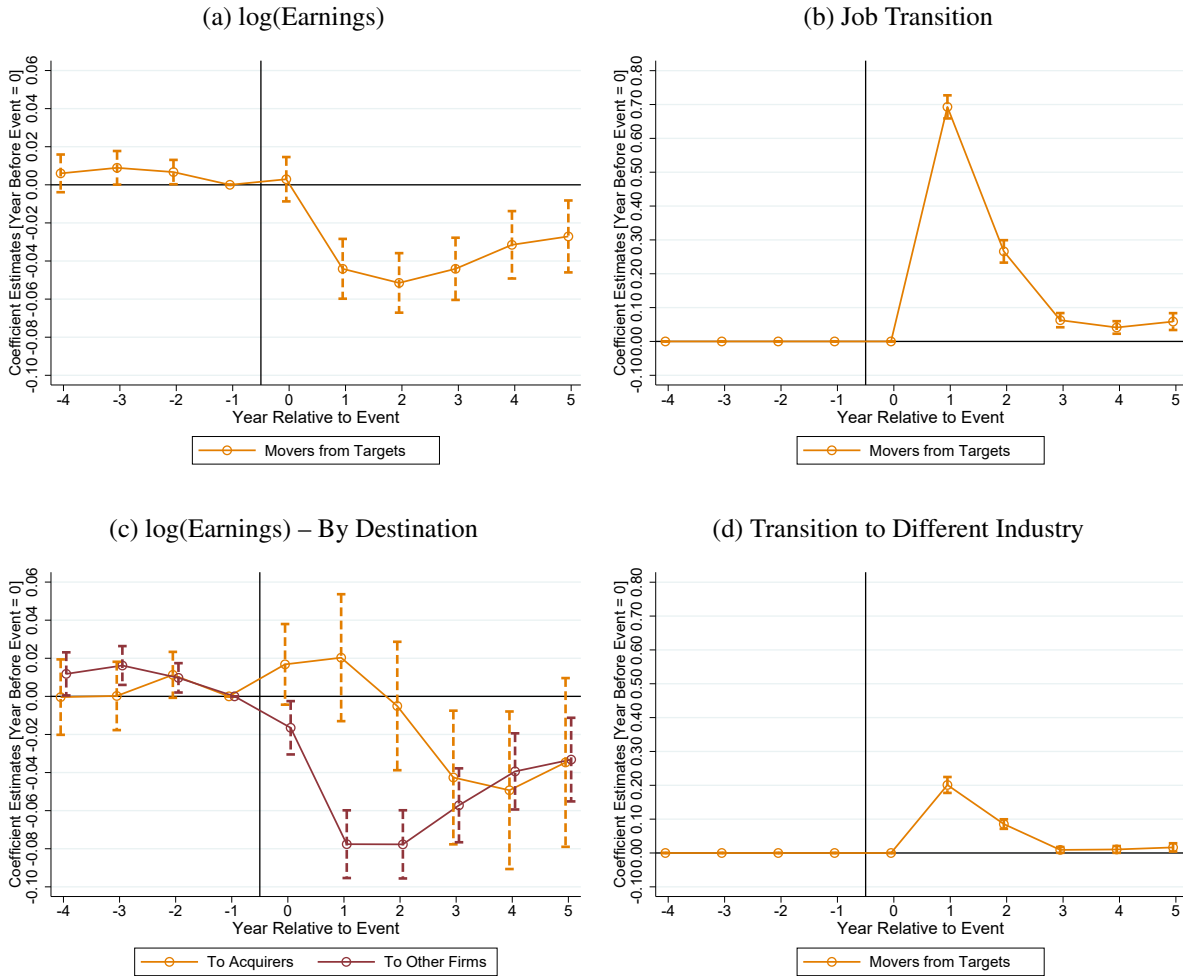 (a) log(Earnings)
Coefficient Estimates [Year Before Event = 0]
-0.10 -0.08 -0.06 -0.04 -0.02 0.00 0.02 0.04 0.06
-4 -3 -2 -1 0 1 2 3 4 5
Year Relative to Event
Movers from Targets
(b) Job Transition
Coefficient Estimates [Year Before Event = 0]
-0.10 0.00 0.10 0.20 0.30 0.40 0.50 0.60 0.70 0.80
-4 -3 -2 -1 0 1 2 3 4 5
Year Relative to Event
Movers from Targets
(c) log(Earnings) – By Destination
Coefficient Estimates [Year Before Event = 0]
-0.10 -0.08 -0.06 -0.04 -0.02 0.00 0.02 0.04 0.06
-4 -3 -2 -1 0 1 2 3 4 5
Year Relative to Event
To Acquirers To Other Firms
(d) Transition to Different Industry
Coefficient Estimates [Year Before Event = 0]
-0.10 0.00 0.10 0.20 0.30 0.40 0.50 0.60 0.70 0.80
-4 -3 -2 -1 0 1 2 3 4 5
Year Relative to Event
Movers from Targets